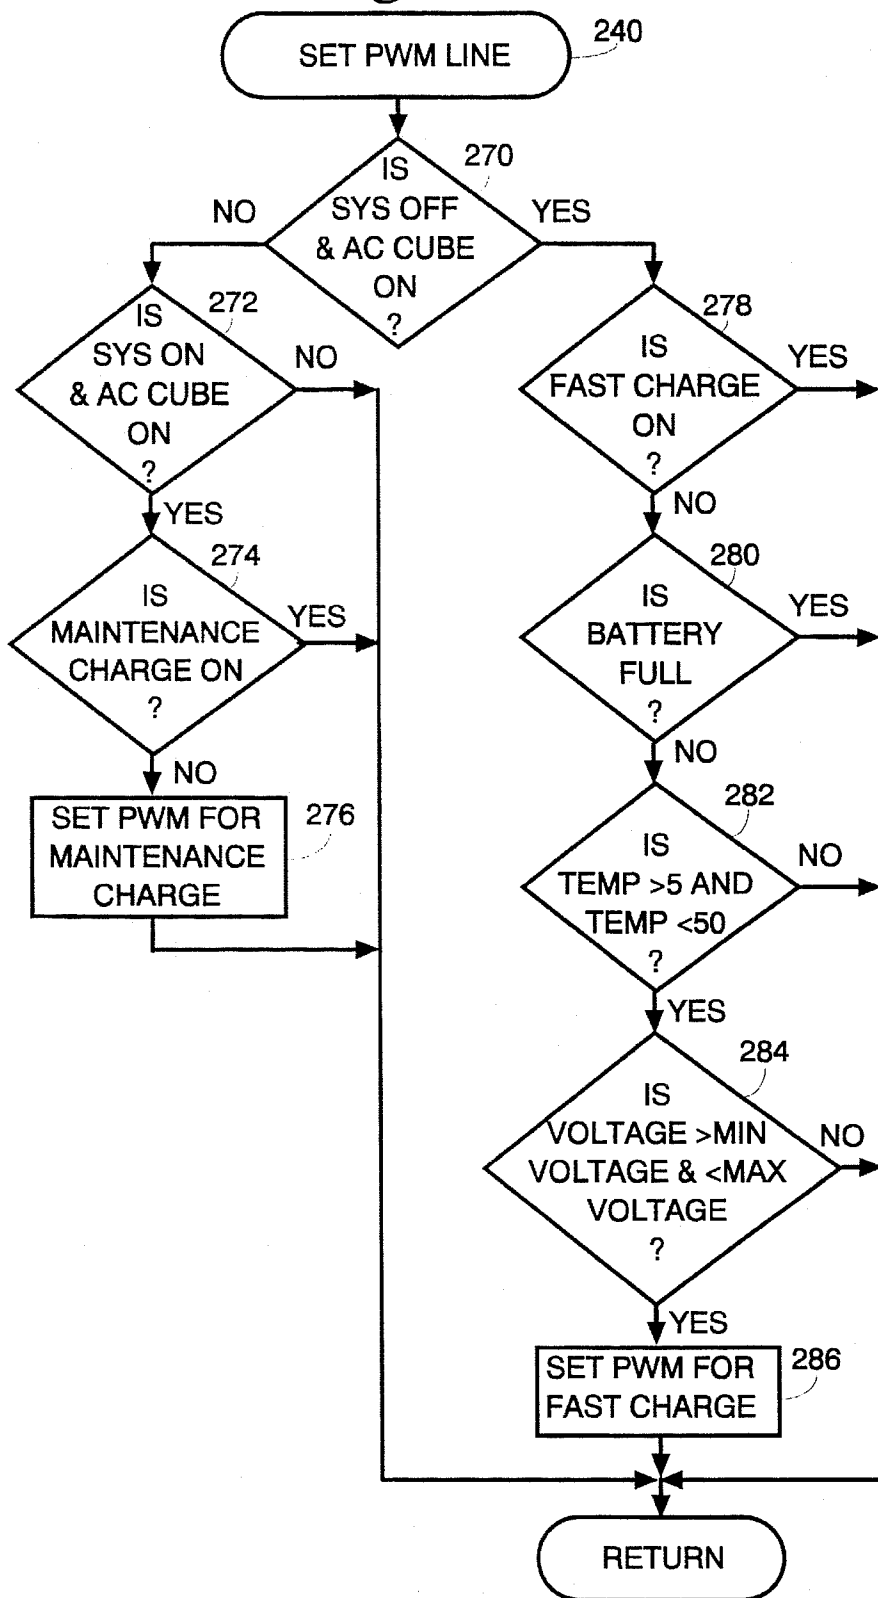 SET PWM LINE
240
IS
SYS OFF
& AC CUBE
ON
?
270
NO
YES
IS
SYS ON
& AC CUBE
ON
?
272
NO
YES
IS
MAINTENANCE
CHARGE ON
?
274
YES
NO
SET PWM FOR
MAINTENANCE
CHARGE
276
IS
FAST CHARGE
ON
?
278
YES
NO
IS
BATTERY
FULL
?
280
YES
NO
IS
TEMP >5 AND
TEMP <50
?
282
NO
YES
IS
VOLTAGE >MIN
VOLTAGE & <MAX
VOLTAGE
?
284
NO
YES
SET PWM FOR
FAST CHARGE
286
RETURN